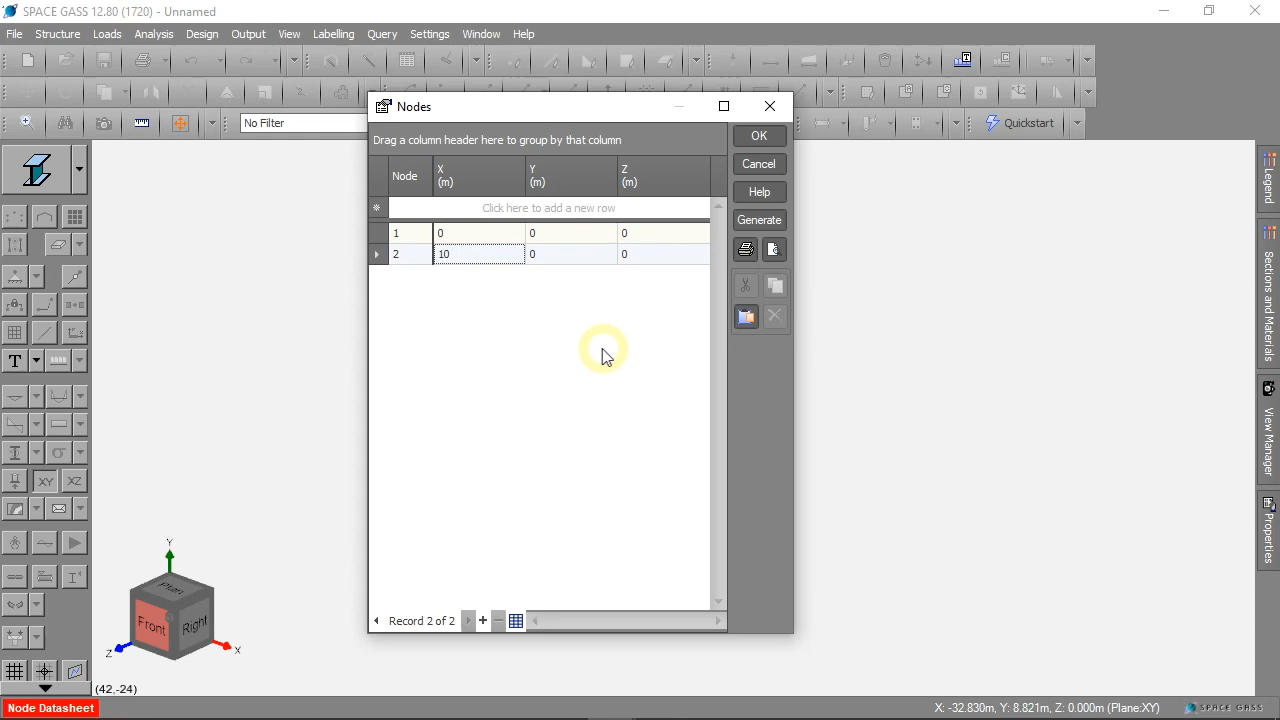 SPACE GASS 12.80 (1720) - Unnamed
File Structure Loads Analysis Design Output View Labelling Query Settings Window Help
No Filter
Quickstart
Nodes
Drag a column header here to group by that column
Node X (m) Y (m) Z (m)
Click here to add a new row
1 0 0 0
2 10 0 0
Record 2 of 2
OK
Cancel
Help
Generate
Legend
Sections and Materials
View Manager
Properties
T
XY XZ
Y
Plan
Front Right
Z X
(42,-24)
Node Datasheet X: -32.830m, Y: 8.821m, Z: 0.000m (Plane:XY) SPACE GASS